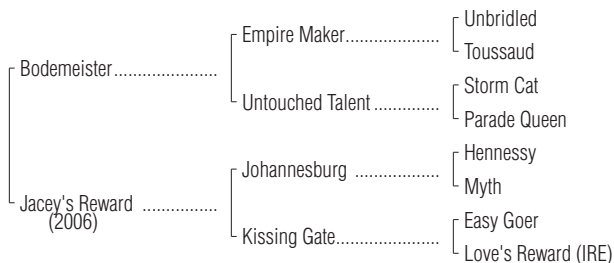 Unbridled
Empire Maker.....................
Toussaud
Bodemeister.......................
Storm Cat
Untouched Talent ...............
Parade Queen
Hennessy
Johannesburg ...................
Myth
Jacey's Reward .................
(2006)
Easy Goer
Kissing Gate.......................
Love's Reward (IRE)